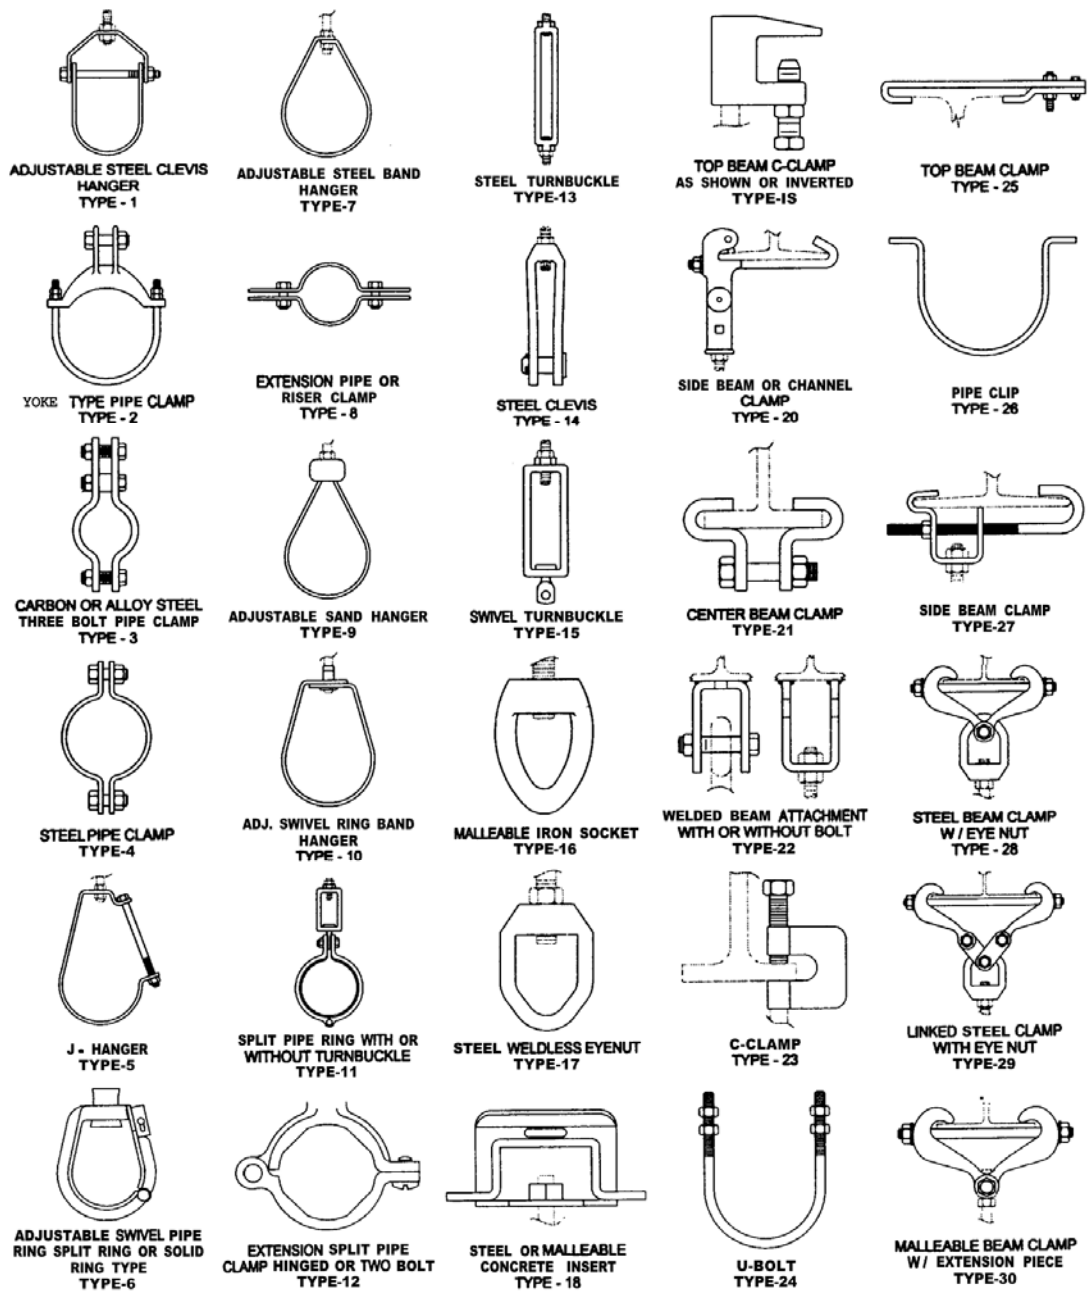 ADJUSTABLE STEEL CLEVIS
HANGER
TYPE - 1
ADJUSTABLE STEEL BAND
HANGER
TYPE-7
STEEL TURNBUCKLE
TYPE-13
TOP BEAM C-CLAMP
AS SHOWN OR INVERTED
TYPE-IS
TOP BEAM CLAMP
TYPE - 25
YOKE TYPE PIPE CLAMP
TYPE - 2
EXTENSION PIPE OR
RISER CLAMP
TYPE - 8
STEEL CLEVIS
TYPE - 14
SIDE BEAM OR CHANNEL
CLAMP
TYPE - 20
PIPE CLIP
TYPE - 26
CARBON OR ALLOY STEEL
THREE BOLT PIPE CLAMP
TYPE - 3
ADJUSTABLE SAND HANGER
TYPE-9
SWIVEL TURNBUCKLE
TYPE-15
CENTER BEAM CLAMP
TYPE-21
SIDE BEAM CLAMP
TYPE-27
STEEL PIPE CLAMP
TYPE-4
ADJ. SWIVEL RING BAND
HANGER
TYPE - 10
MALLEABLE IRON SOCKET
TYPE-16
WELDED BEAM ATTACHMENT
WITH OR WITHOUT BOLT
TYPE-22
STEEL BEAM CLAMP
W / EYE NUT
TYPE - 28
J - HANGER
TYPE-5
SPLIT PIPE RING WITH OR
WITHOUT TURNBUCKLE
TYPE-11
STEEL WELDLESS EYENUT
TYPE-17
C-CLAMP
TYPE - 23
LINKED STEEL CLAMP
WITH EYE NUT
TYPE-29
ADJUSTABLE SWIVEL PIPE
RING SPLIT RING OR SOLID
RING TYPE
TYPE-6
EXTENSION SPLIT PIPE
CLAMP HINGED OR TWO BOLT
TYPE-12
STEEL OR MALLEABLE
CONCRETE INSERT
TYPE - 18
U-BOLT
TYPE-24
MALLEABLE BEAM CLAMP
W/ EXTENSION PIECE
TYPE-30